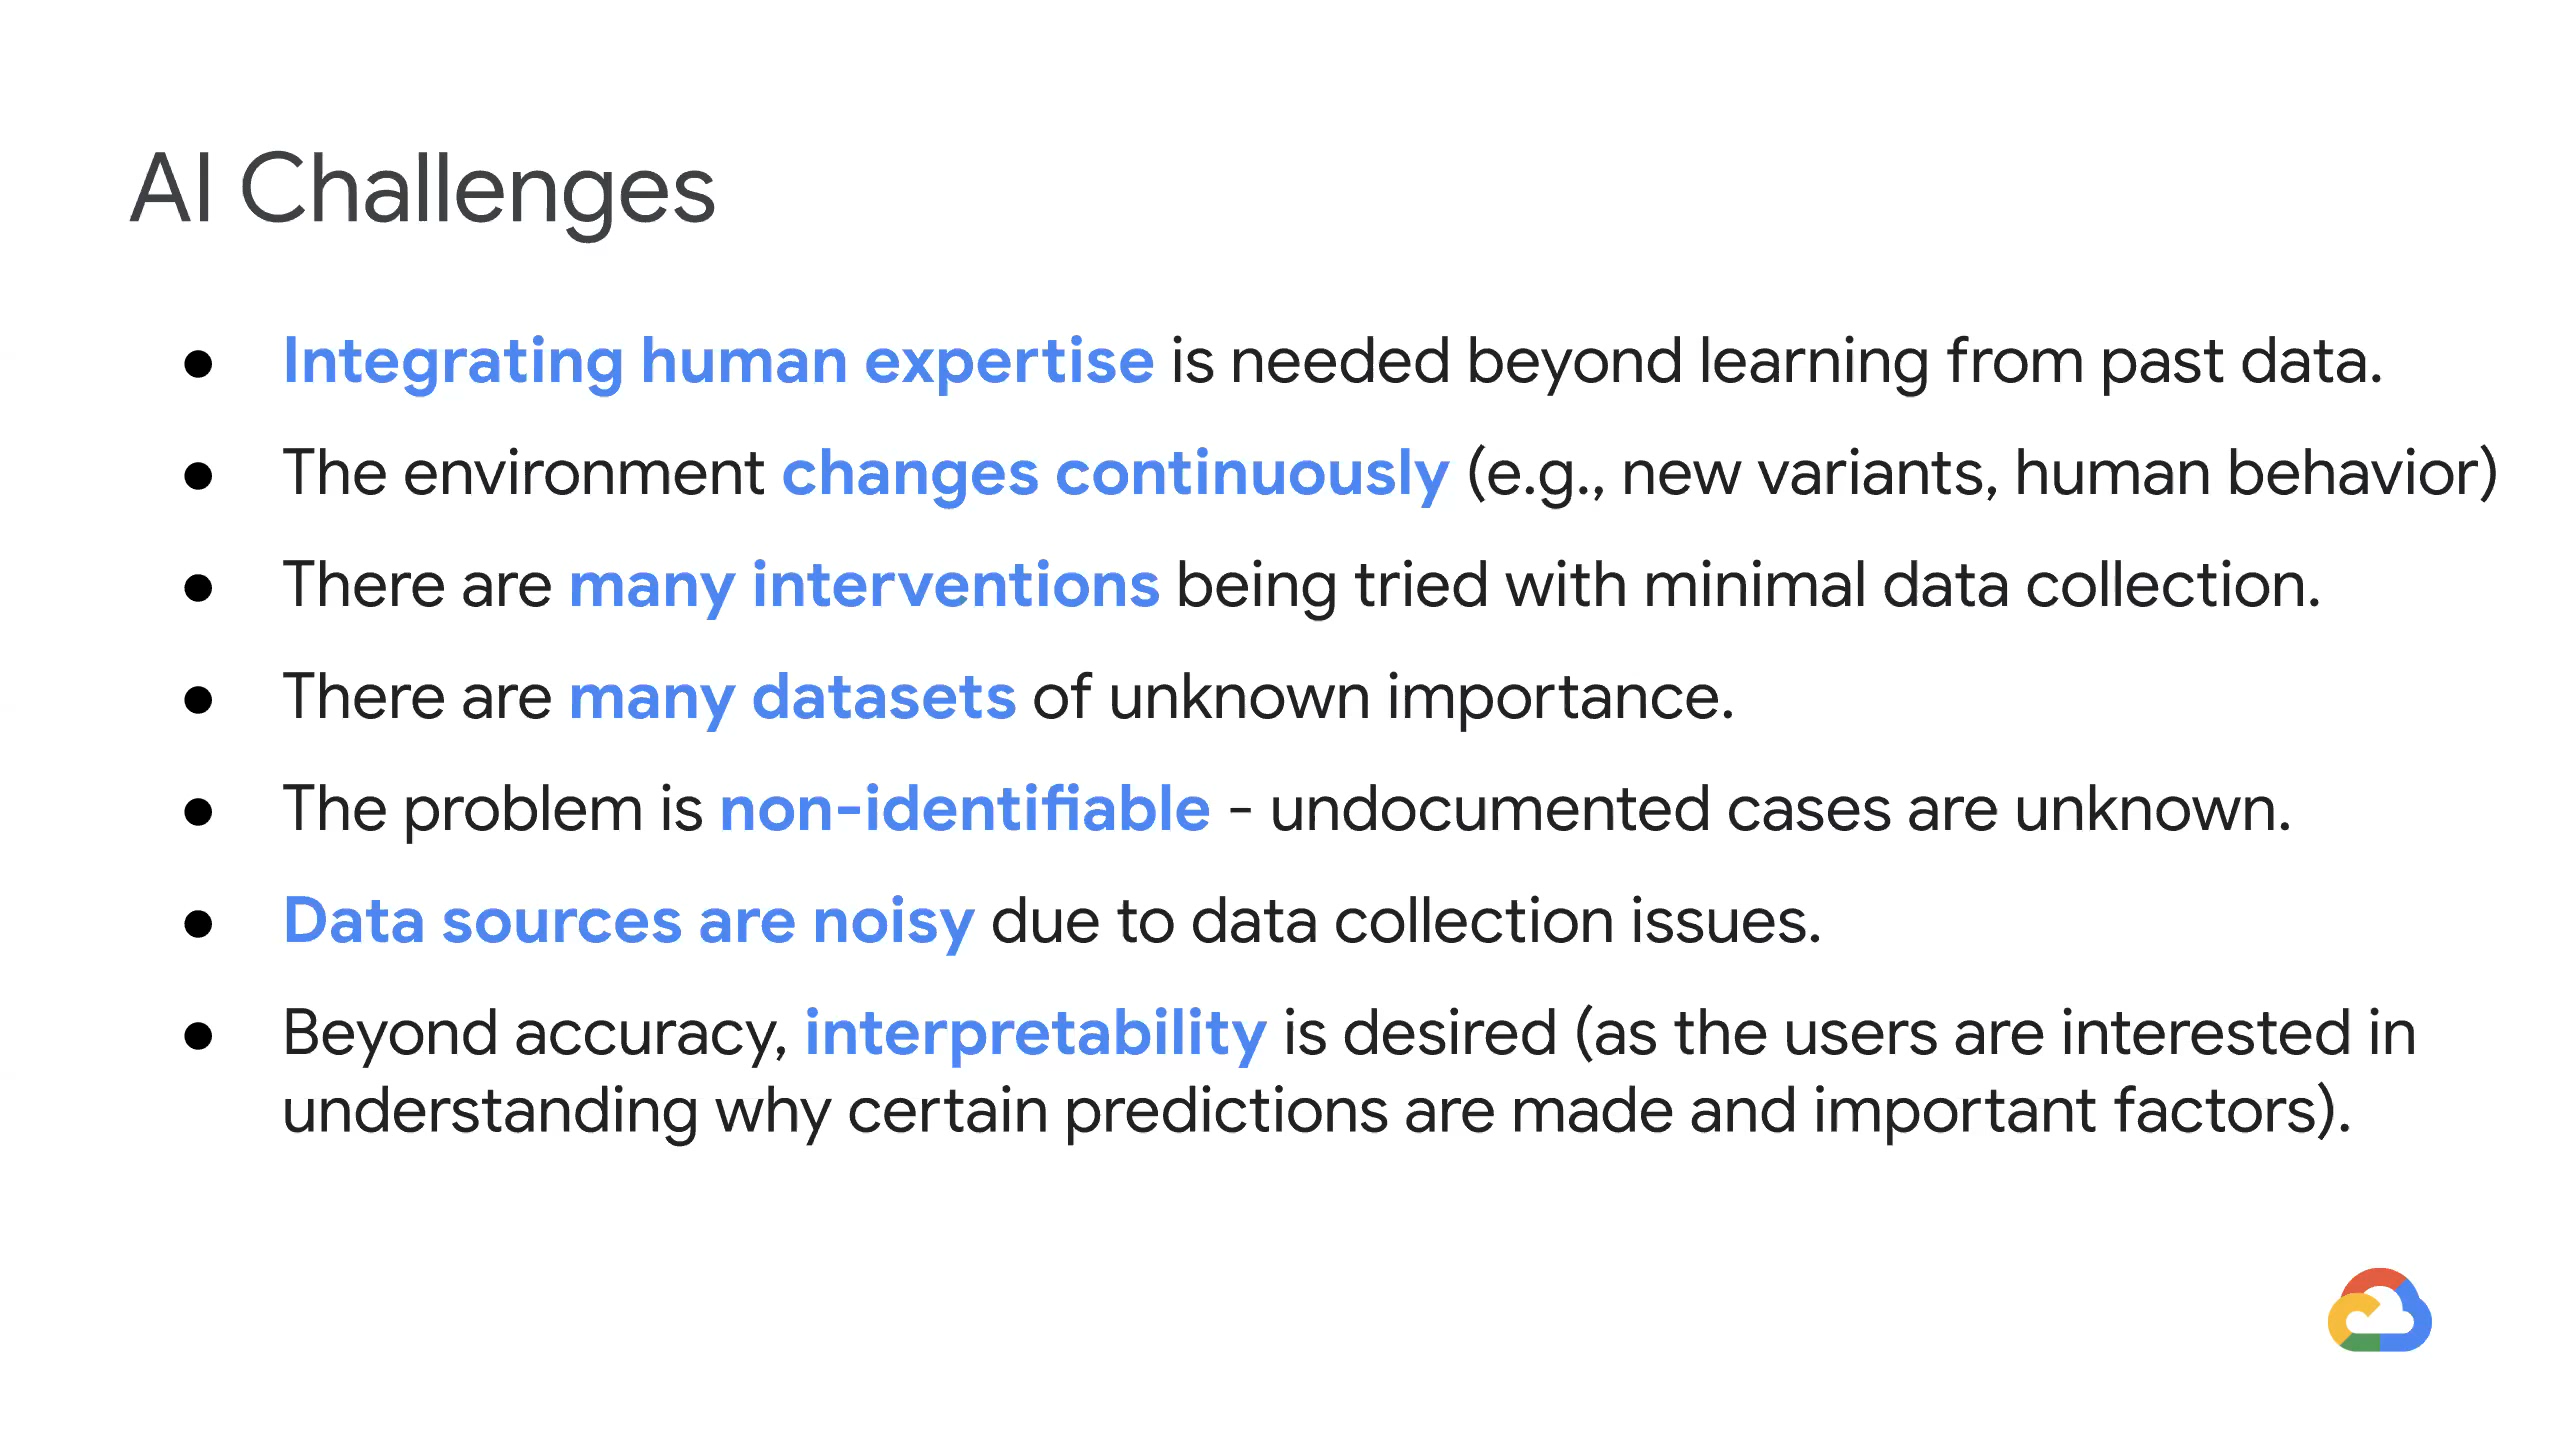 AI Challenges
● Integrating human expertise is needed beyond learning from past data.
● The environment changes continuously (e.g., new variants, human behavior)
● There are many interventions being tried with minimal data collection.
● There are many datasets of unknown importance.
● The problem is non-identifiable - undocumented cases are unknown.
● Data sources are noisy due to data collection issues.
● Beyond accuracy, interpretability is desired (as the users are interested in
understanding why certain predictions are made and important factors).